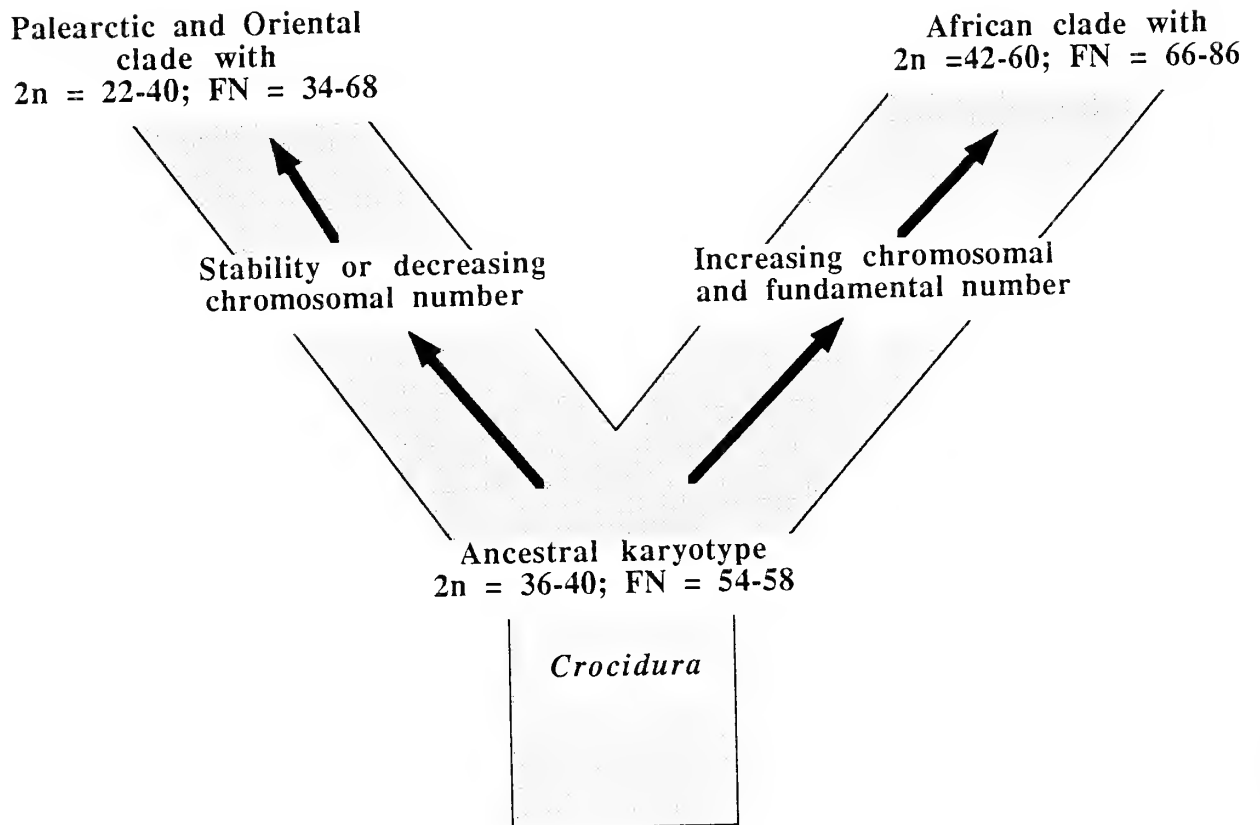 Palearctic and Oriental
clade with
2n = 22-40; FN = 34-68
African clade with
2n =42-60; FN = 66-86
Stability or decreasing
chromosomal number
Increasing chromosomal
and fundamental number
Ancestral karyotype
2n = 36-40; FN = 54-58
Crocidura